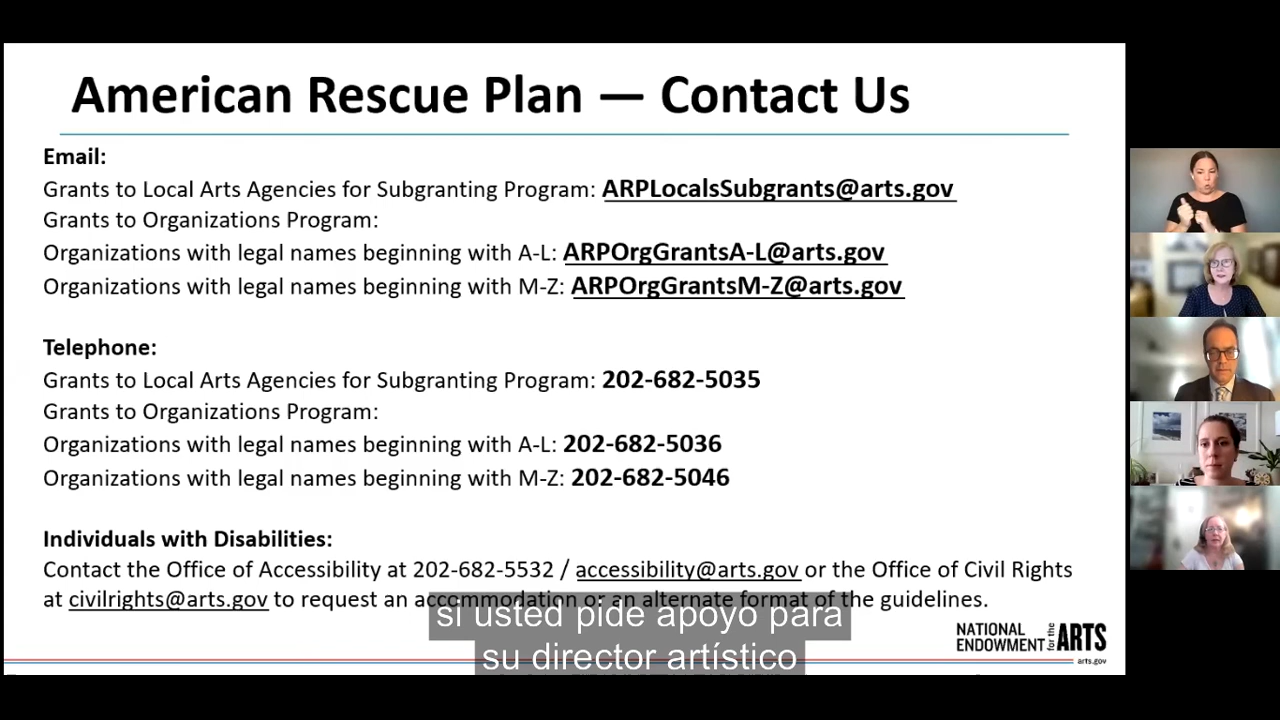 American Rescue Plan — Contact Us
Email:
Grants to Local Arts Agencies for Subgranting Program: ARPLocalsSubgrants@arts.gov
Grants to Organizations Program:
Organizations with legal names beginning with A-L: ARPOrgGrantsA-L@arts.gov
Organizations with legal names beginning with M-Z: ARPOrgGrantsM-Z@arts.gov
Telephone:
Grants to Local Arts Agencies for Subgranting Program: 202-682-5035
Grants to Organizations Program:
Organizations with legal names beginning with A-L: 202-682-5036
Organizations with legal names beginning with M-Z: 202-682-5046
Individuals with Disabilities:
Contact the Office of Accessibility at 202-682-5532 / accessibility@arts.gov or the Office of Civil Rights
at civilrights@arts.gov to request an accommodation or an alternate format of the guidelines.
si usted pide apoyo para
su director artístico
NATIONAL
ENDOWMENT for the ARTS
arts.gov